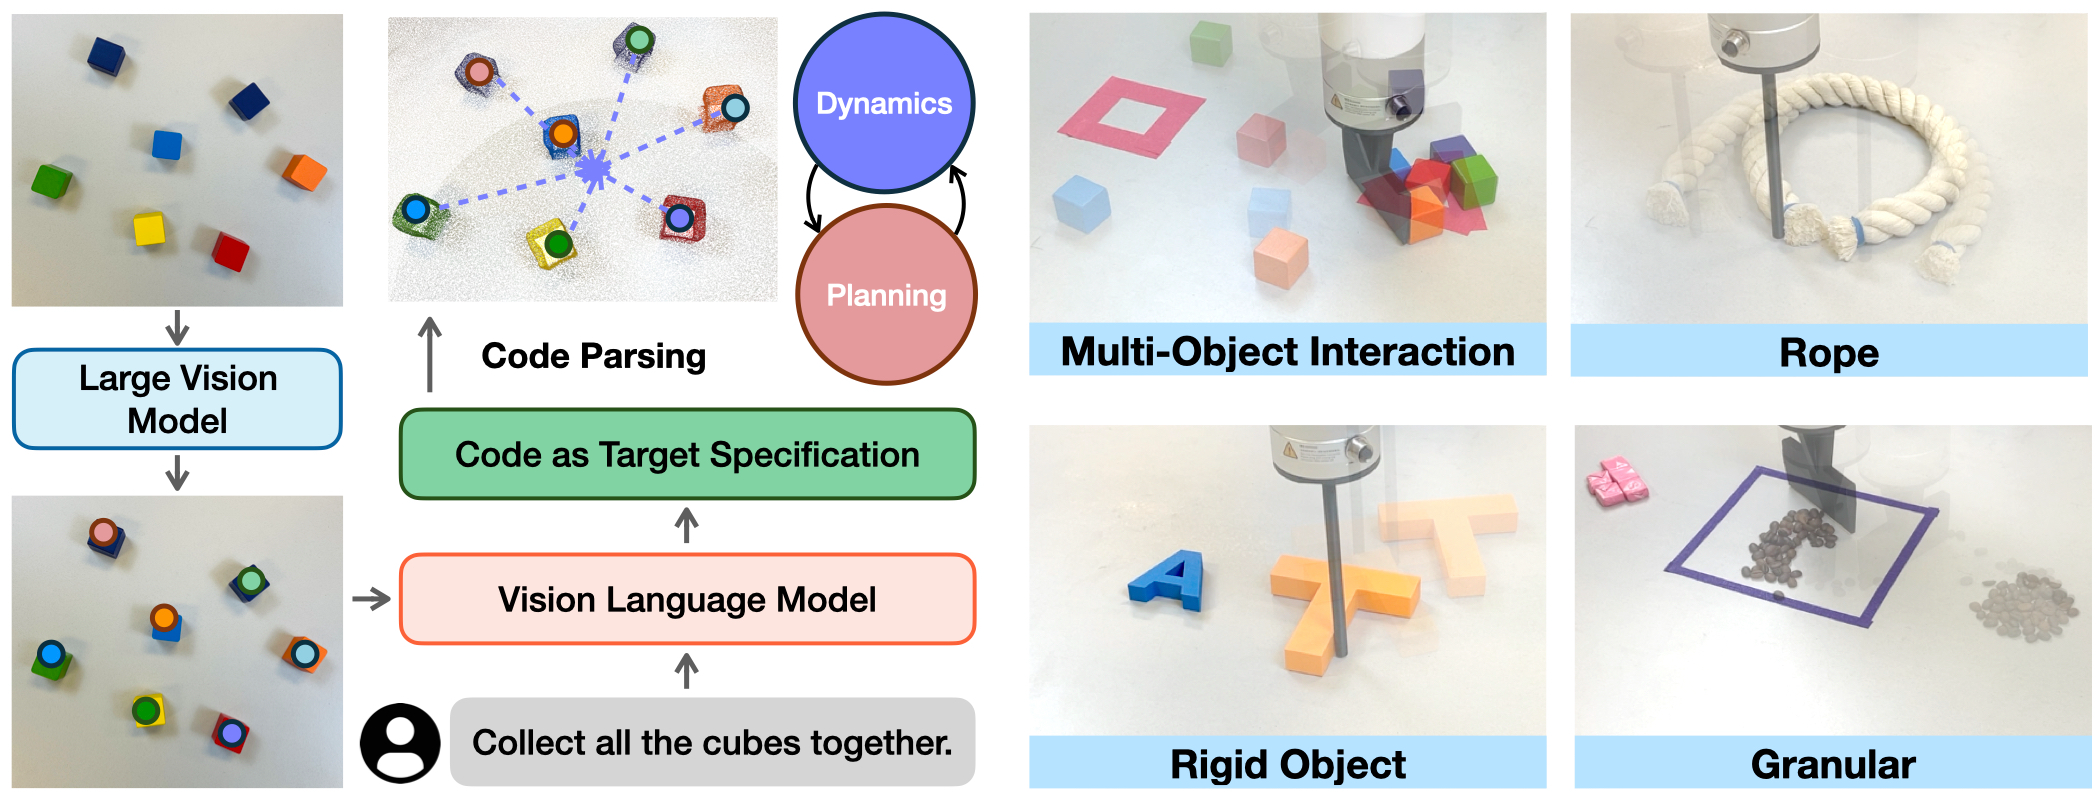 Large Vision
Model
Code Parsing
Dynamics
Planning
Code as Target Specification
Vision Language Model
Collect all the cubes together.
Multi-Object Interaction
Rope
Rigid Object
Granular